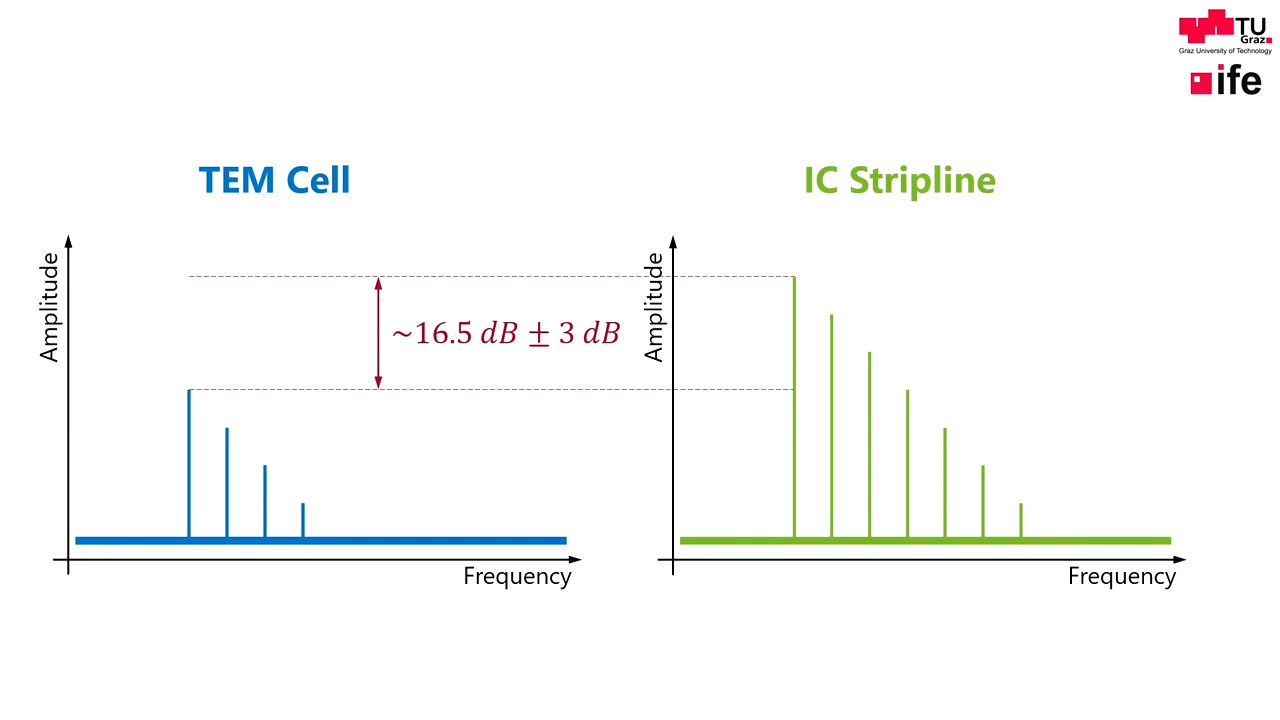 TU
Graz
Graz University of Technology
ife
TEM Cell
IC Stripline
Amplitude
~16.5 dB ± 3 dB
Amplitude
Frequency
Frequency